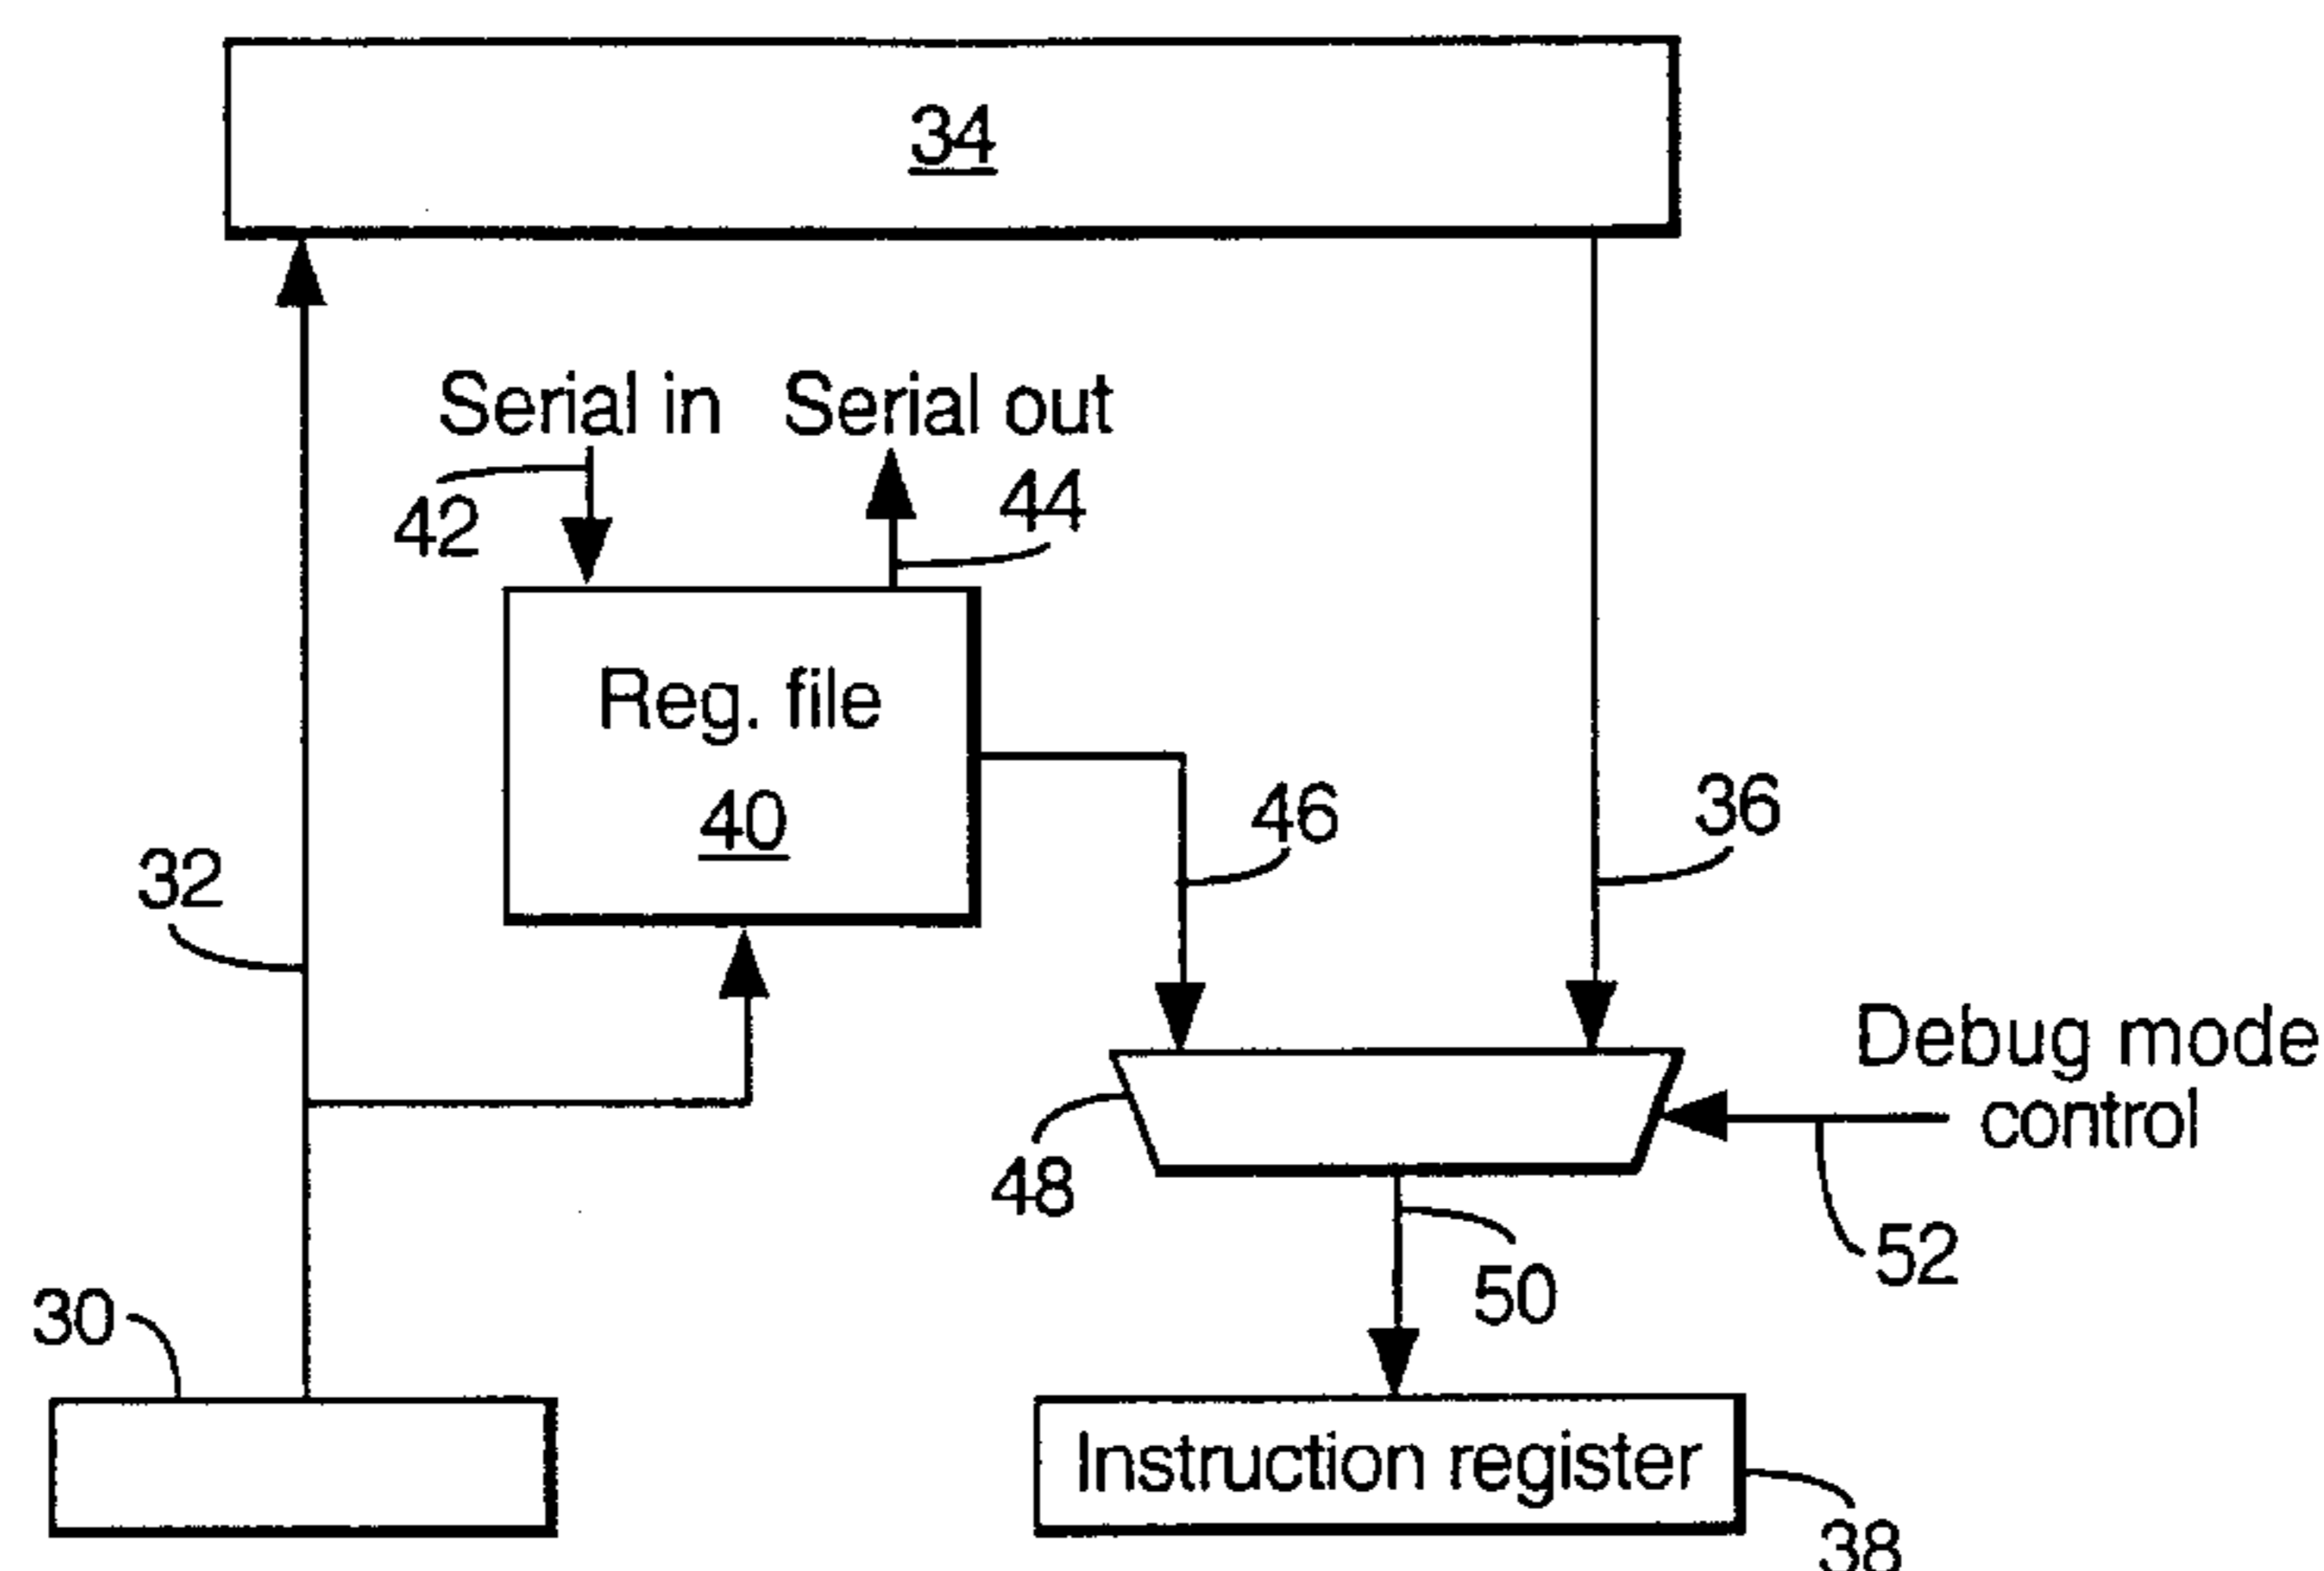 34
Serial in Serial out
42
44
Reg. file
40
46
36
32
Debug mode
control
48
52
50
30
Instruction register
38